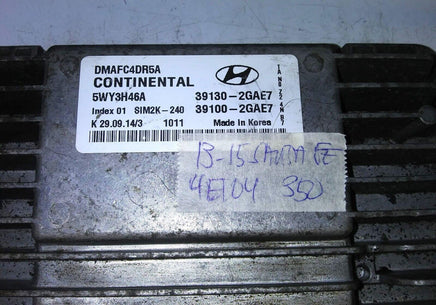 DMAFC4DR5A
CONTINENTAL
5WY3H46A 39130-2GAE7
Index 01 SIM2K-240 39100-2GAE7
K 29.09.14/3 1011 Made in Korea
13-15 SANTA FE
4E104 350